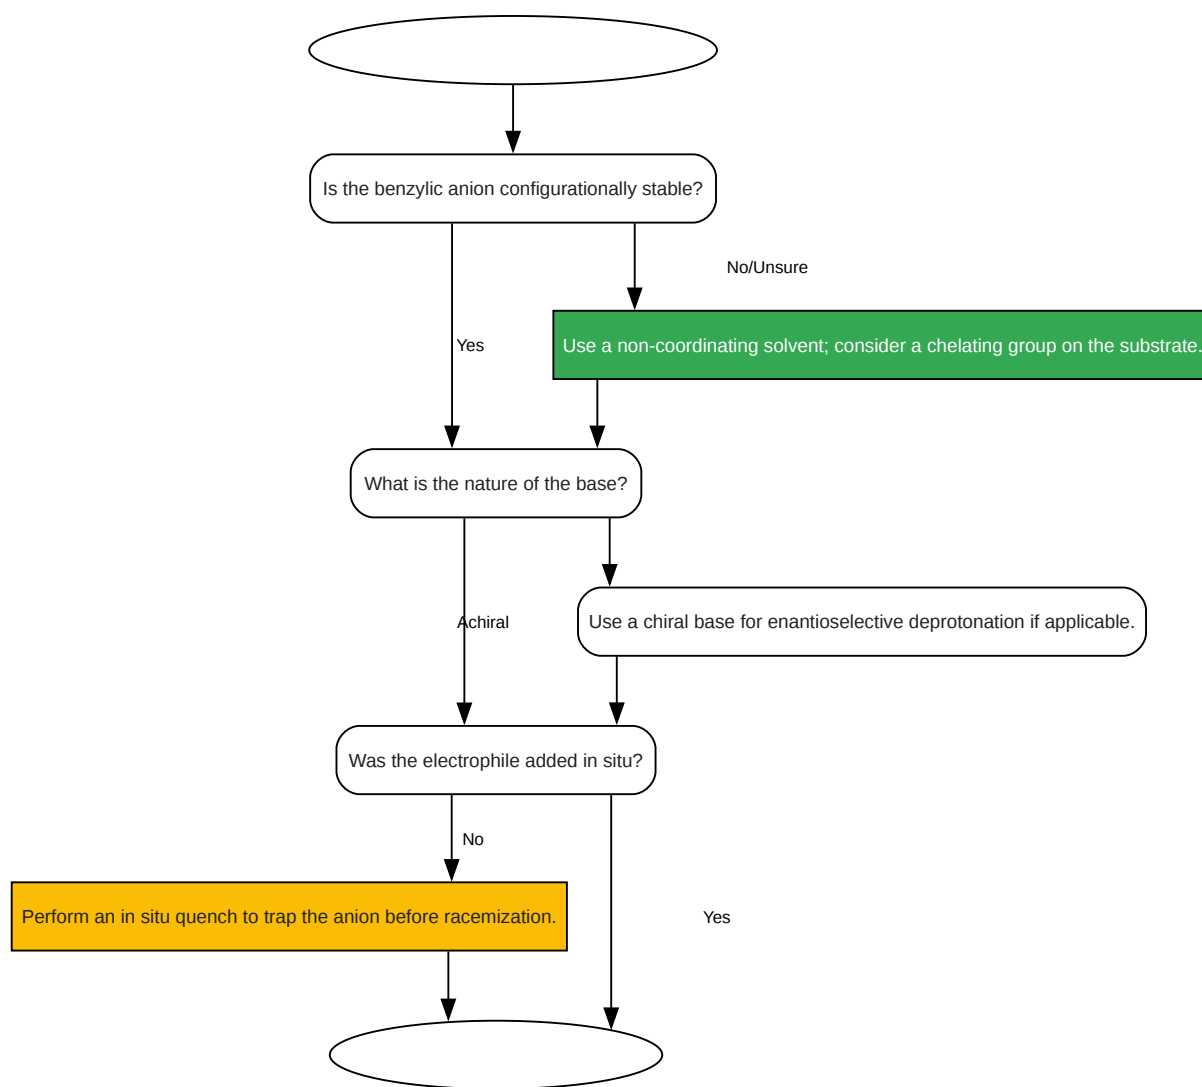 Is the benzylic anion configurationally stable?
No/Unsure
Yes
Use a non-coordinating solvent; consider a chelating group on the substrate.
What is the nature of the base?
Achiral
Use a chiral base for enantioselective deprotonation if applicable.
Was the electrophile added in situ?
No
Perform an in situ quench to trap the anion before racemization.
Yes